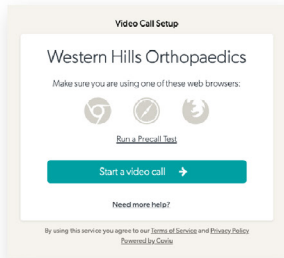 Video Call Setup
Western Hills Orthopaedics
Make sure you are using one of these web browsers:
Run a Precall Test
Start a video call
Need more help?
By using this service you agree to our Terms of Service and Privacy Policy
Powered by Coviu